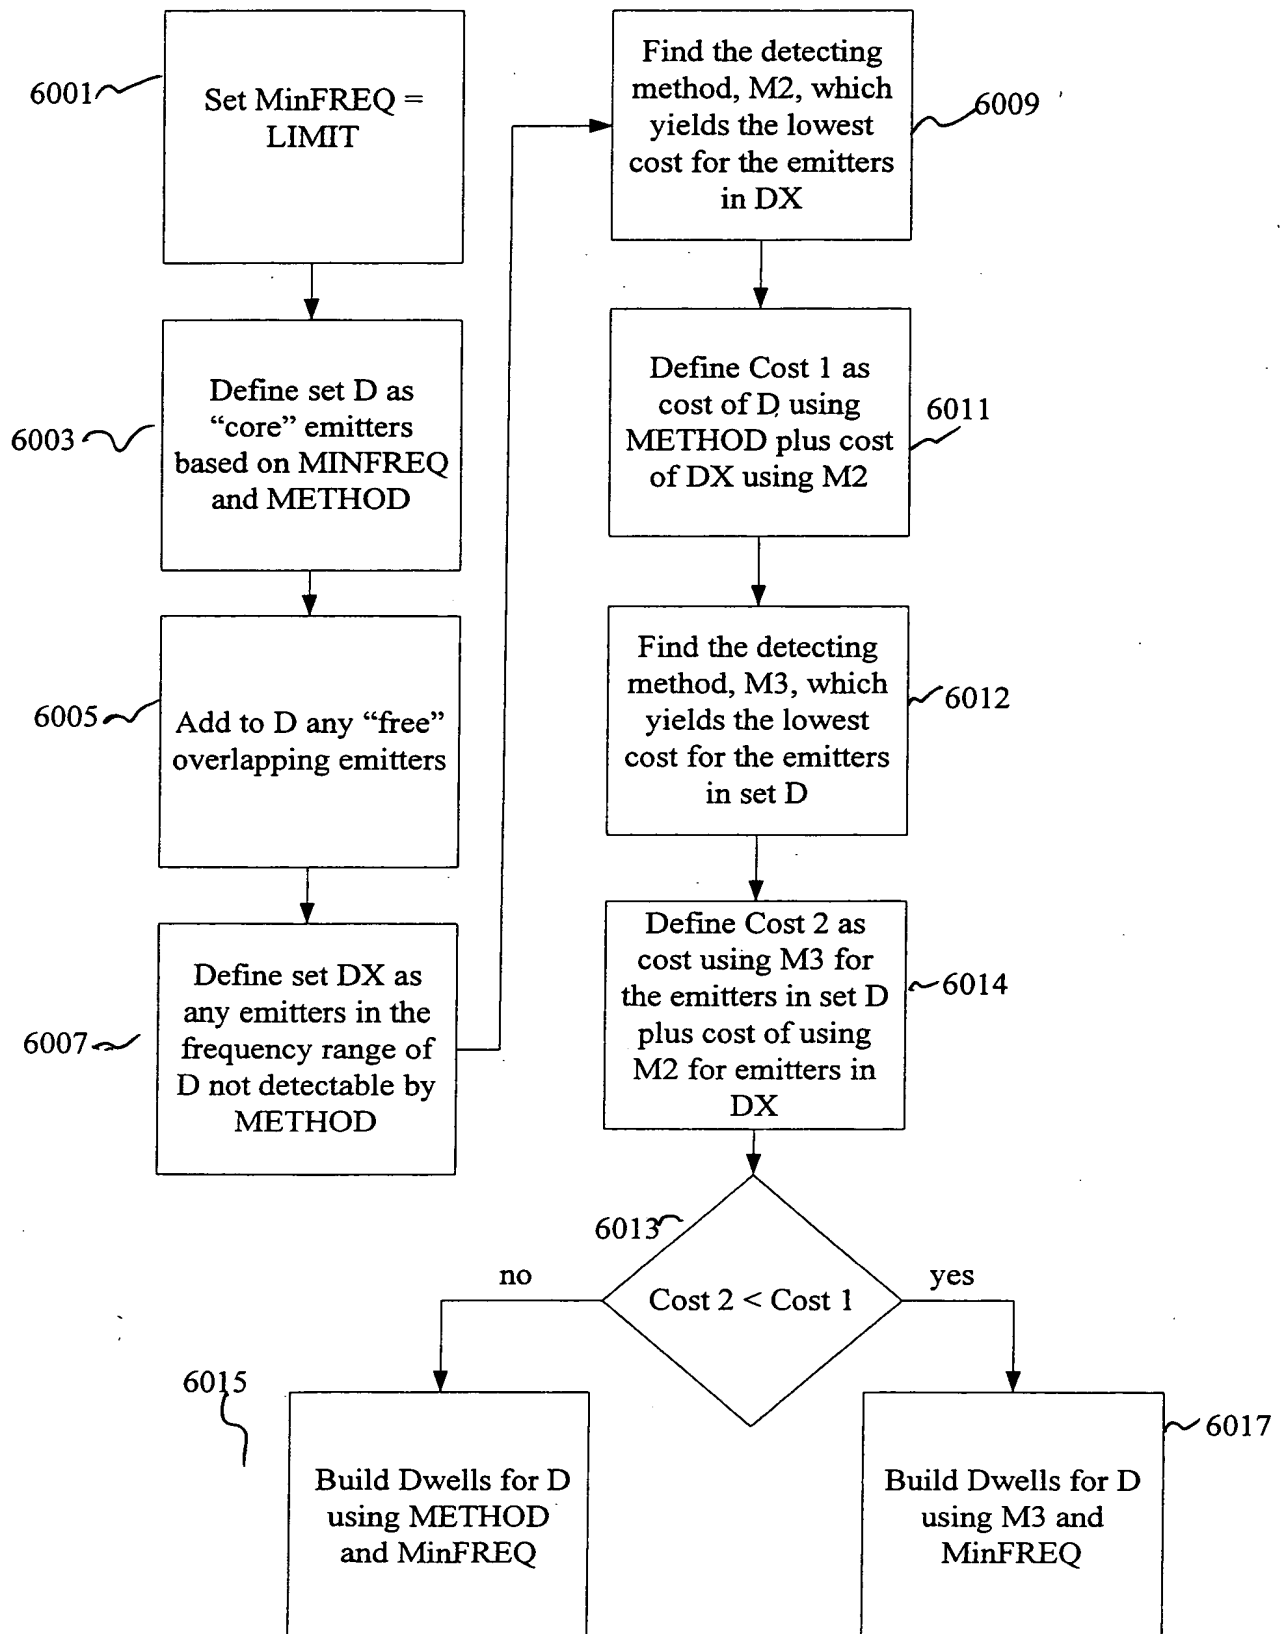 6001
Set MinFREQ =
LIMIT
6003
Define set D as
“core” emitters
based on MINFREQ
and METHOD
6005
Add to D any “free”
overlapping emitters
6007
Define set DX as
any emitters in the
frequency range of
D not detectable by
METHOD
Find the detecting
method, M2, which
yields the lowest
cost for the emitters
in DX
6009
Define Cost 1 as
cost of D using
METHOD plus cost
of DX using M2
6011
Find the detecting
method, M3, which
yields the lowest
cost for the emitters
in set D
6012
Define Cost 2 as
cost using M3 for
the emitters in set D
plus cost of using
M2 for emitters in
DX
6014
6013
Cost 2 < Cost 1
no
yes
6015
Build Dwells for D
using METHOD
and MinFREQ
6017
Build Dwells for D
using M3 and
MinFREQ